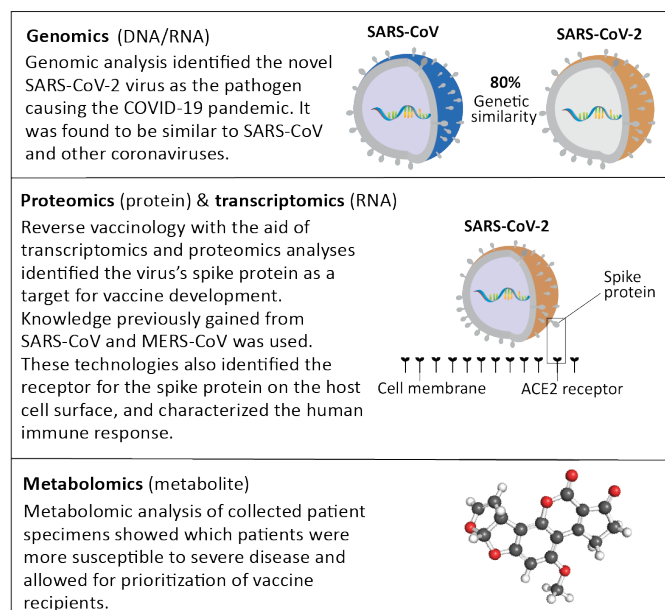 Genomics (DNA/RNA)
Genomic analysis identified the novel
SARS-CoV-2 virus as the pathogen
causing the COVID-19 pandemic. It
was found to be similar to SARS-CoV
and other coronaviruses.
SARS-CoV
80%
Genetic
similarity
SARS-CoV-2
Proteomics (protein) & transcriptomics (RNA)
Reverse vaccinology with the aid of
transcriptomics and proteomics analyses
identified the virus’s spike protein as a
target for vaccine development.
Knowledge previously gained from
SARS-CoV and MERS-CoV was used.
These technologies also identified the
receptor for the spike protein on the host
cell surface, and characterized the human
immune response.
SARS-CoV-2
Spike
protein
Cell membrane
ACE2 receptor
Metabolomics (metabolite)
Metabolomic analysis of collected patient
specimens showed which patients were
more susceptible to severe disease and
allowed for prioritization of vaccine
recipients.